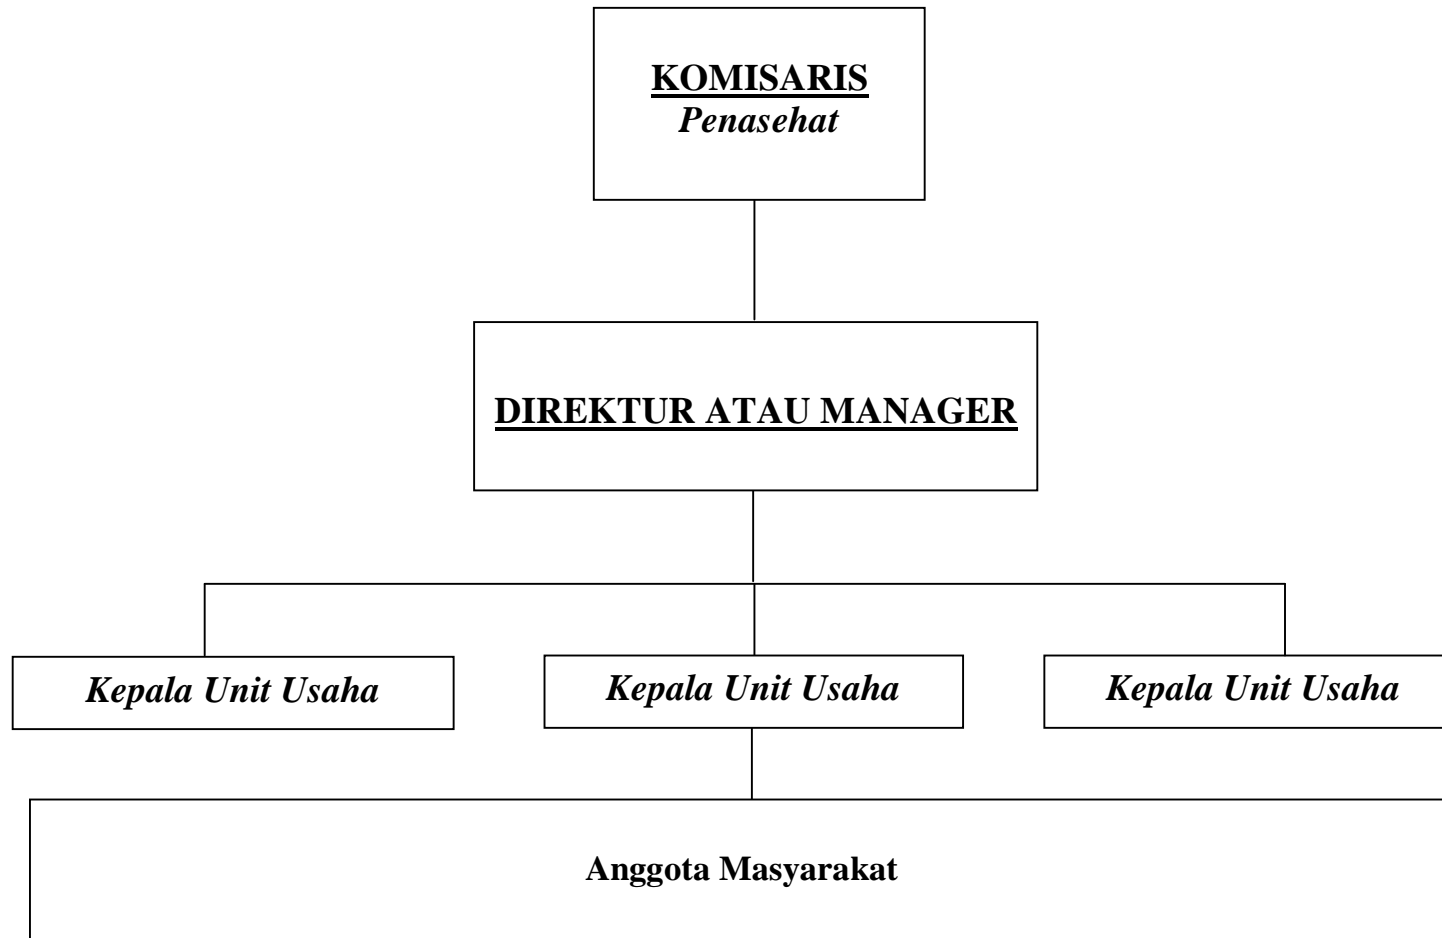 KOMISARIS
Penasehat
DIREKTUR ATAU MANAGER
Kepala Unit Usaha
Kepala Unit Usaha
Kepala Unit Usaha
Anggota Masyarakat